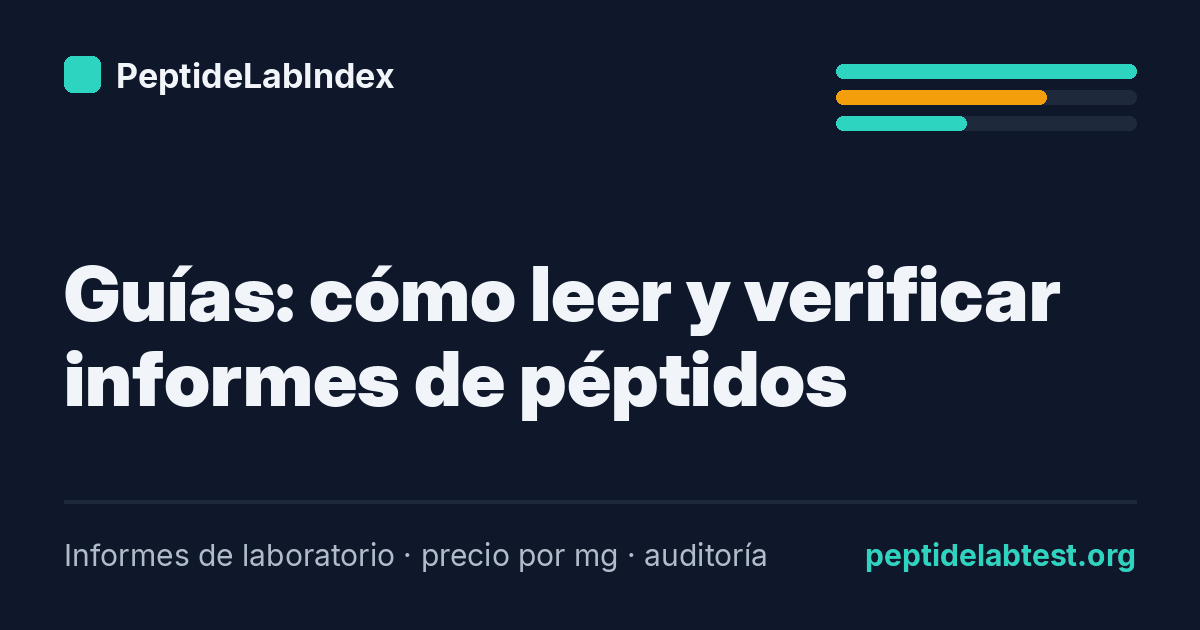 PeptideLabIndex
Guías: cómo leer y verificar
informes de péptidos
Informes de laboratorio · precio por mg · auditoría
peptidelabtest.org